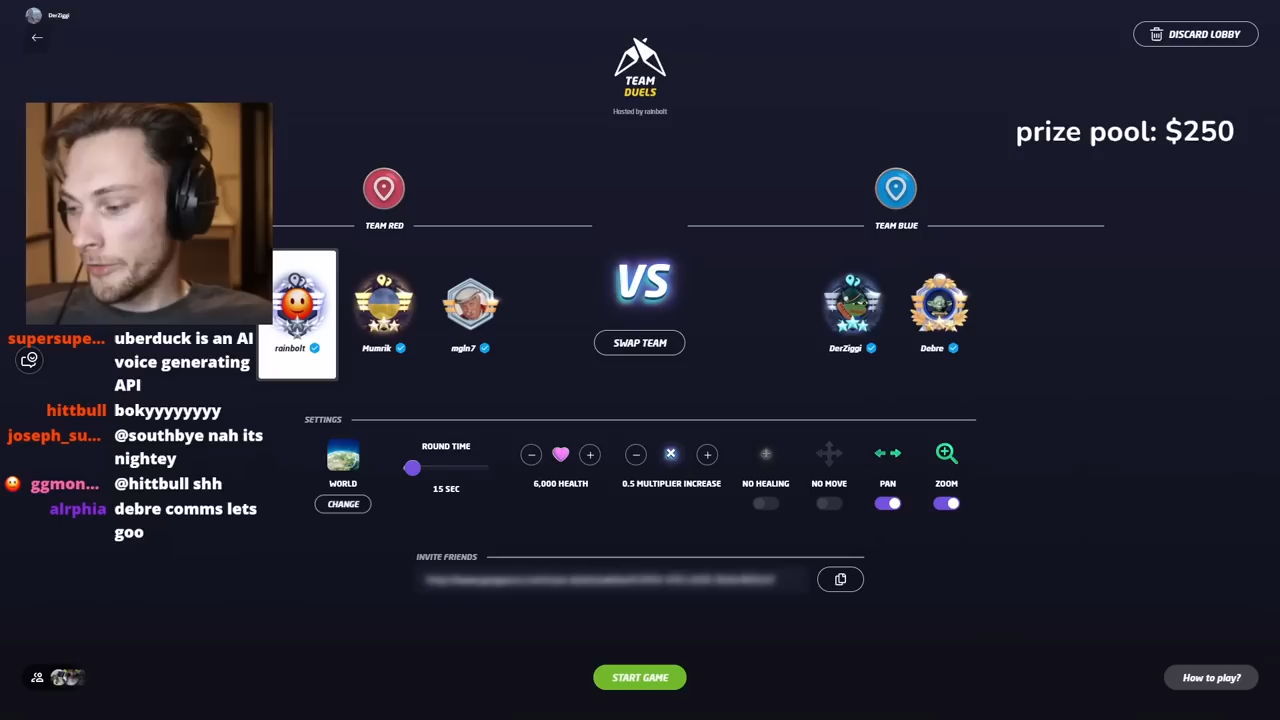 DerZiggi
DISCARD LOBBY
TEAM
DUELS
Hosted by rainbolt
prize pool: $250
TEAM RED
TEAM BLUE
VS
SWAP TEAM
rainbolt
Mumrik
mgln7
DerZiggi
Debre
supersupe... uberduck is an AI
voice generating
API
hittbull bokyyyyyyyy
joseph_su... @southbye nah its
nightey
ggmon... @hittbull shh
alrphia debre comms lets
goo
SETTINGS
WORLD
CHANGE
ROUND TIME
15 SEC
6,000 HEALTH
0.5 MULTIPLIER INCREASE
NO HEALING
NO MOVE
PAN
ZOOM
INVITE FRIENDS
START GAME
How to play?